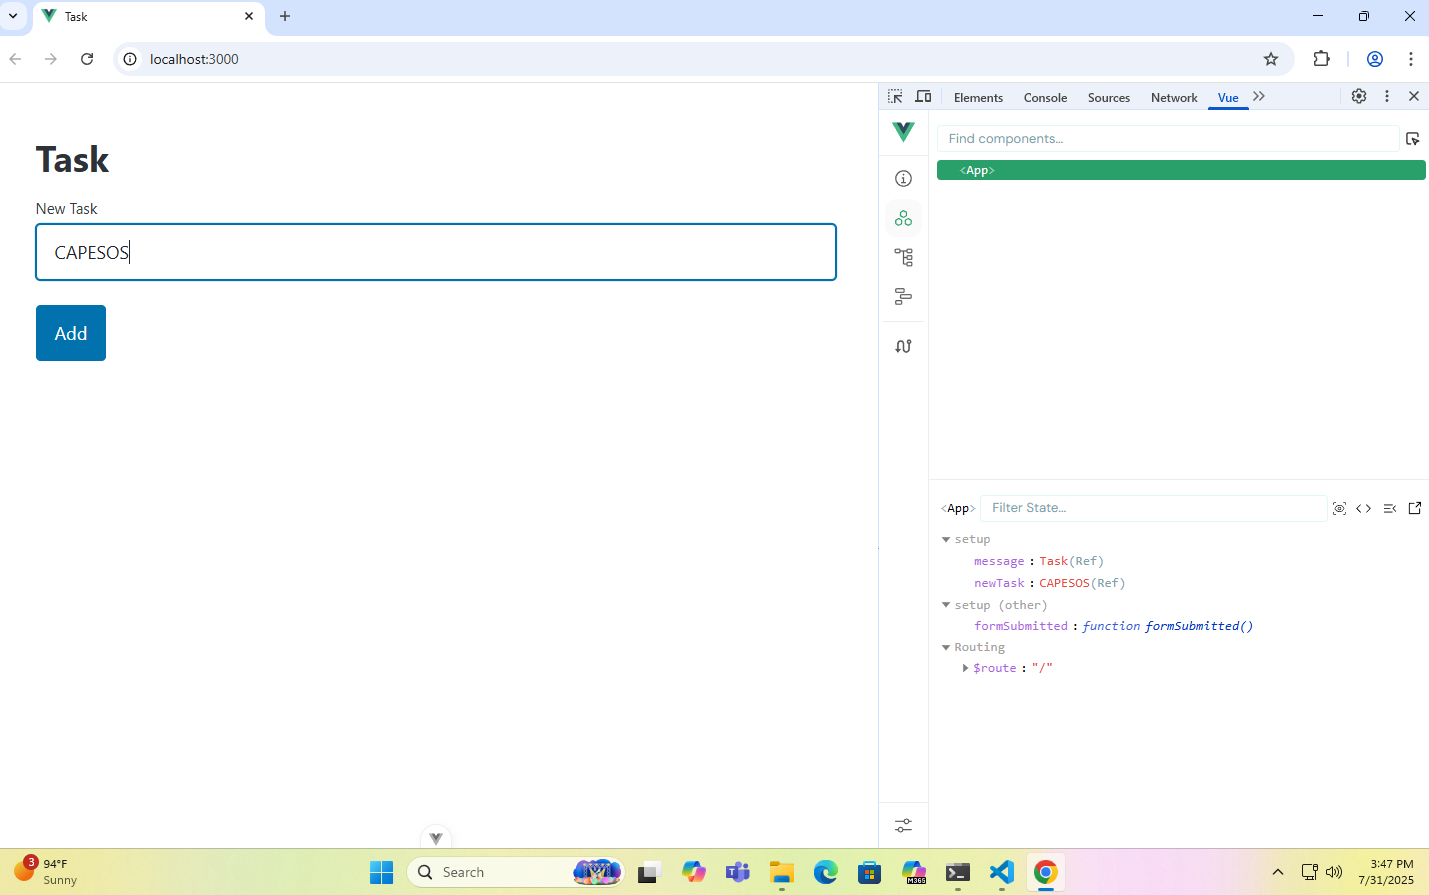 Task
localhost:3000
Task
New Task
CAPESOS
Add
Elements Console Sources Network Vue
Find components...
<App>
<App> Filter State...
setup
message : Task(Ref)
newTask : CAPESOS(Ref)
setup (other)
formSubmitted : function formSubmitted()
Routing
$route : "/"
3
94°F
Sunny
Search
M365
3:47 PM
7/31/2025